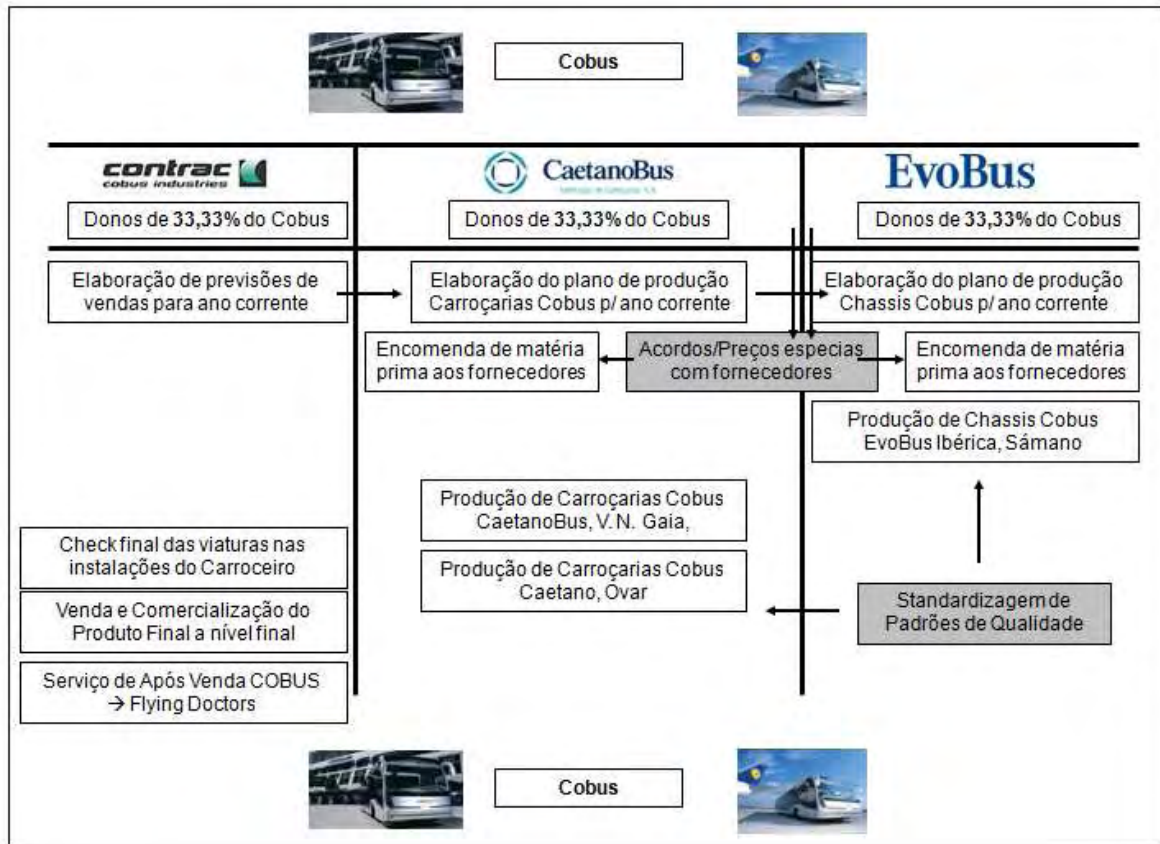 Cobus
contrac
cobus industries
CaetanoBus
EvoBus
Donos de 33,33% do Cobus
Donos de 33,33% do Cobus
Donos de 33,33% do Cobus
Elaboração de previsões de
vendas para ano corrente
Elaboração do plano de produção
Carroçarias Cobus p/ ano corrente
Elaboração do plano de produção
Chassis Cobus p/ ano corrente
Encomenda de matéria
prima aos fornecedores
Acordos/Preços especias
com fornecedores
Encomenda de matéria
prima aos fornecedores
Produção de Chassis Cobus
EvoBus Ibérica, Sámano
Produção de Carroçarias Cobus
CaetanoBus, V. N. Gaia,
Check final das viaturas nas
instalações do Carroceiro
Produção de Carroçarias Cobus
Caetano, Ovar
Venda e Comercialização do
Produto Final a nível final
Standardizagem de
Padrões de Qualidade
Serviço de Após Venda COBUS
→ Flying Doctors
Cobus